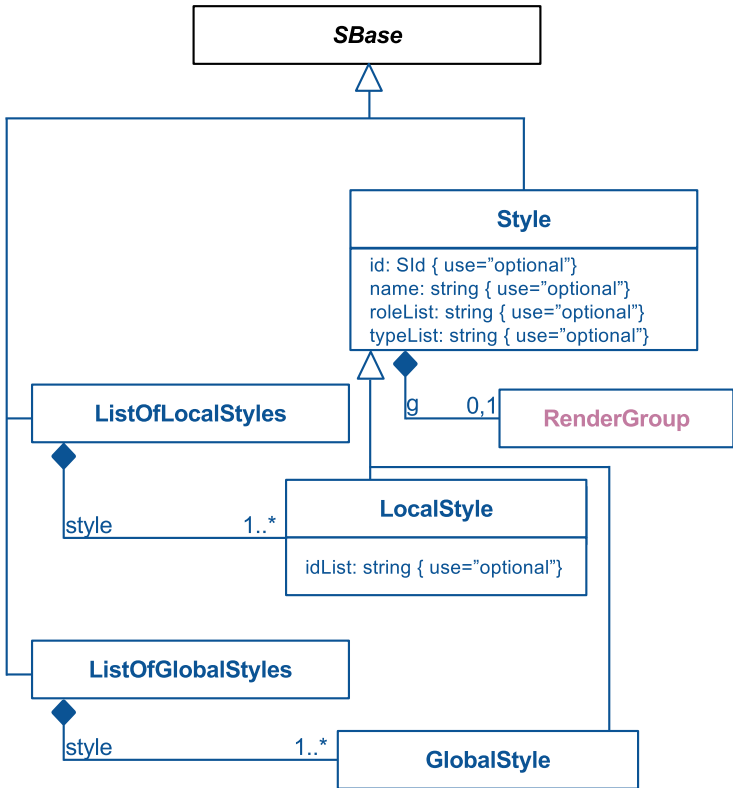 SBase
Style
id: SId { use=”optional”}
name: string { use=”optional”}
roleList: string { use=”optional”}
typeList: string { use=”optional”}
ListOfLocalStyles
g 0,1
RenderGroup
style 1..*
LocalStyle
idList: string { use=”optional”}
ListOfGlobalStyles
style 1..*
GlobalStyle